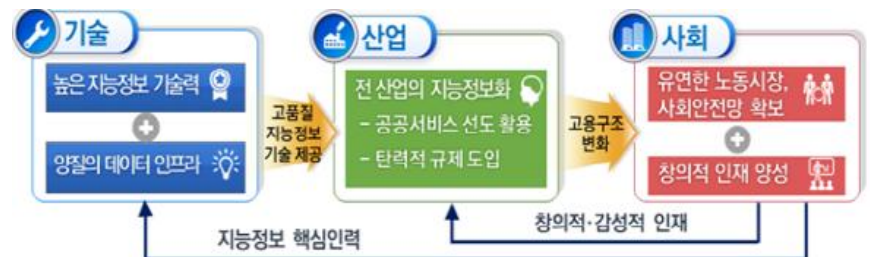 기술
높은 지능정보 기술력
양질의 데이터 인프라
고품질
지능정보
기술 제공
산업
전 산업의 지능정보화
- 공공서비스 선도 활용
- 탄력적 규제 도입
고용구조
변화
사회
유연한 노동시장,
사회안전망 확보
창의적 인재 양성
창의적·감성적 인재
지능정보 핵심인력